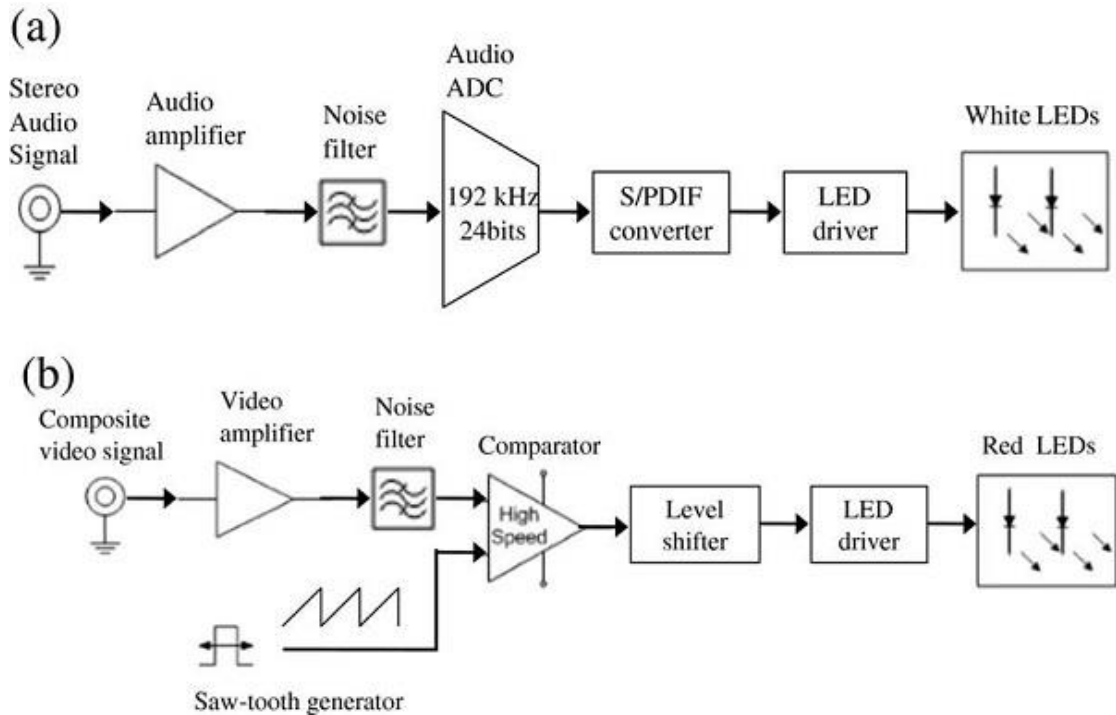 (a)
Stereo
Audio
Signal
Audio
amplifier
Noise
filter
Audio
ADC
192 kHz
24bits
S/PDIF
converter
LED
driver
White LEDs
(b)
Composite
video signal
Video
amplifier
Noise
filter
Comparator
High
Speed
Level
shifter
LED
driver
Red LEDs
Saw-tooth generator